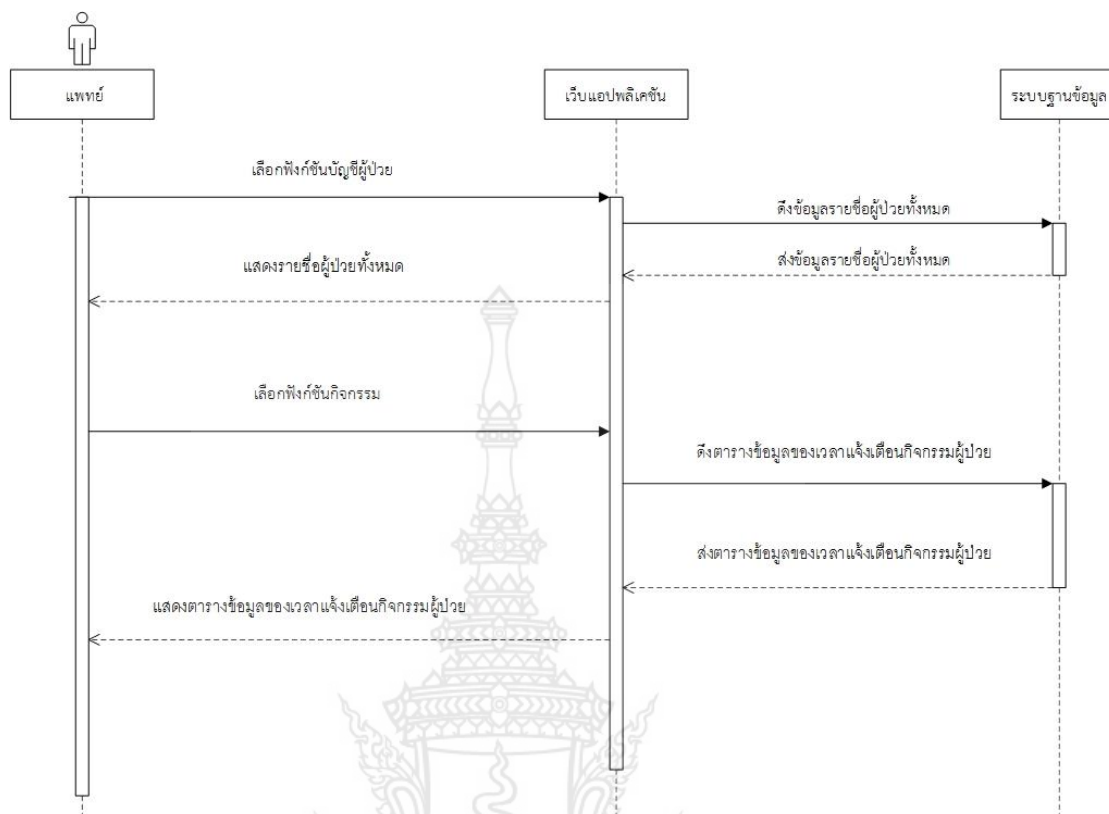 แพทย์
เว็บแอปพลิเคชัน
ระบบฐานข้อมูล
เลือกฟังก์ชันบัญชีผู้ป่วย
ดึงข้อมูลรายชื่อผู้ป่วยทั้งหมด
ส่งข้อมูลรายชื่อผู้ป่วยทั้งหมด
แสดงรายชื่อผู้ป่วยทั้งหมด
เลือกฟังก์ชันกิจกรรม
ดึงตารางข้อมูลของเวลาแจ้งเตือนกิจกรรมผู้ป่วย
ส่งตารางข้อมูลของเวลาแจ้งเตือนกิจกรรมผู้ป่วย
แสดงตารางข้อมูลของเวลาแจ้งเตือนกิจกรรมผู้ป่วย